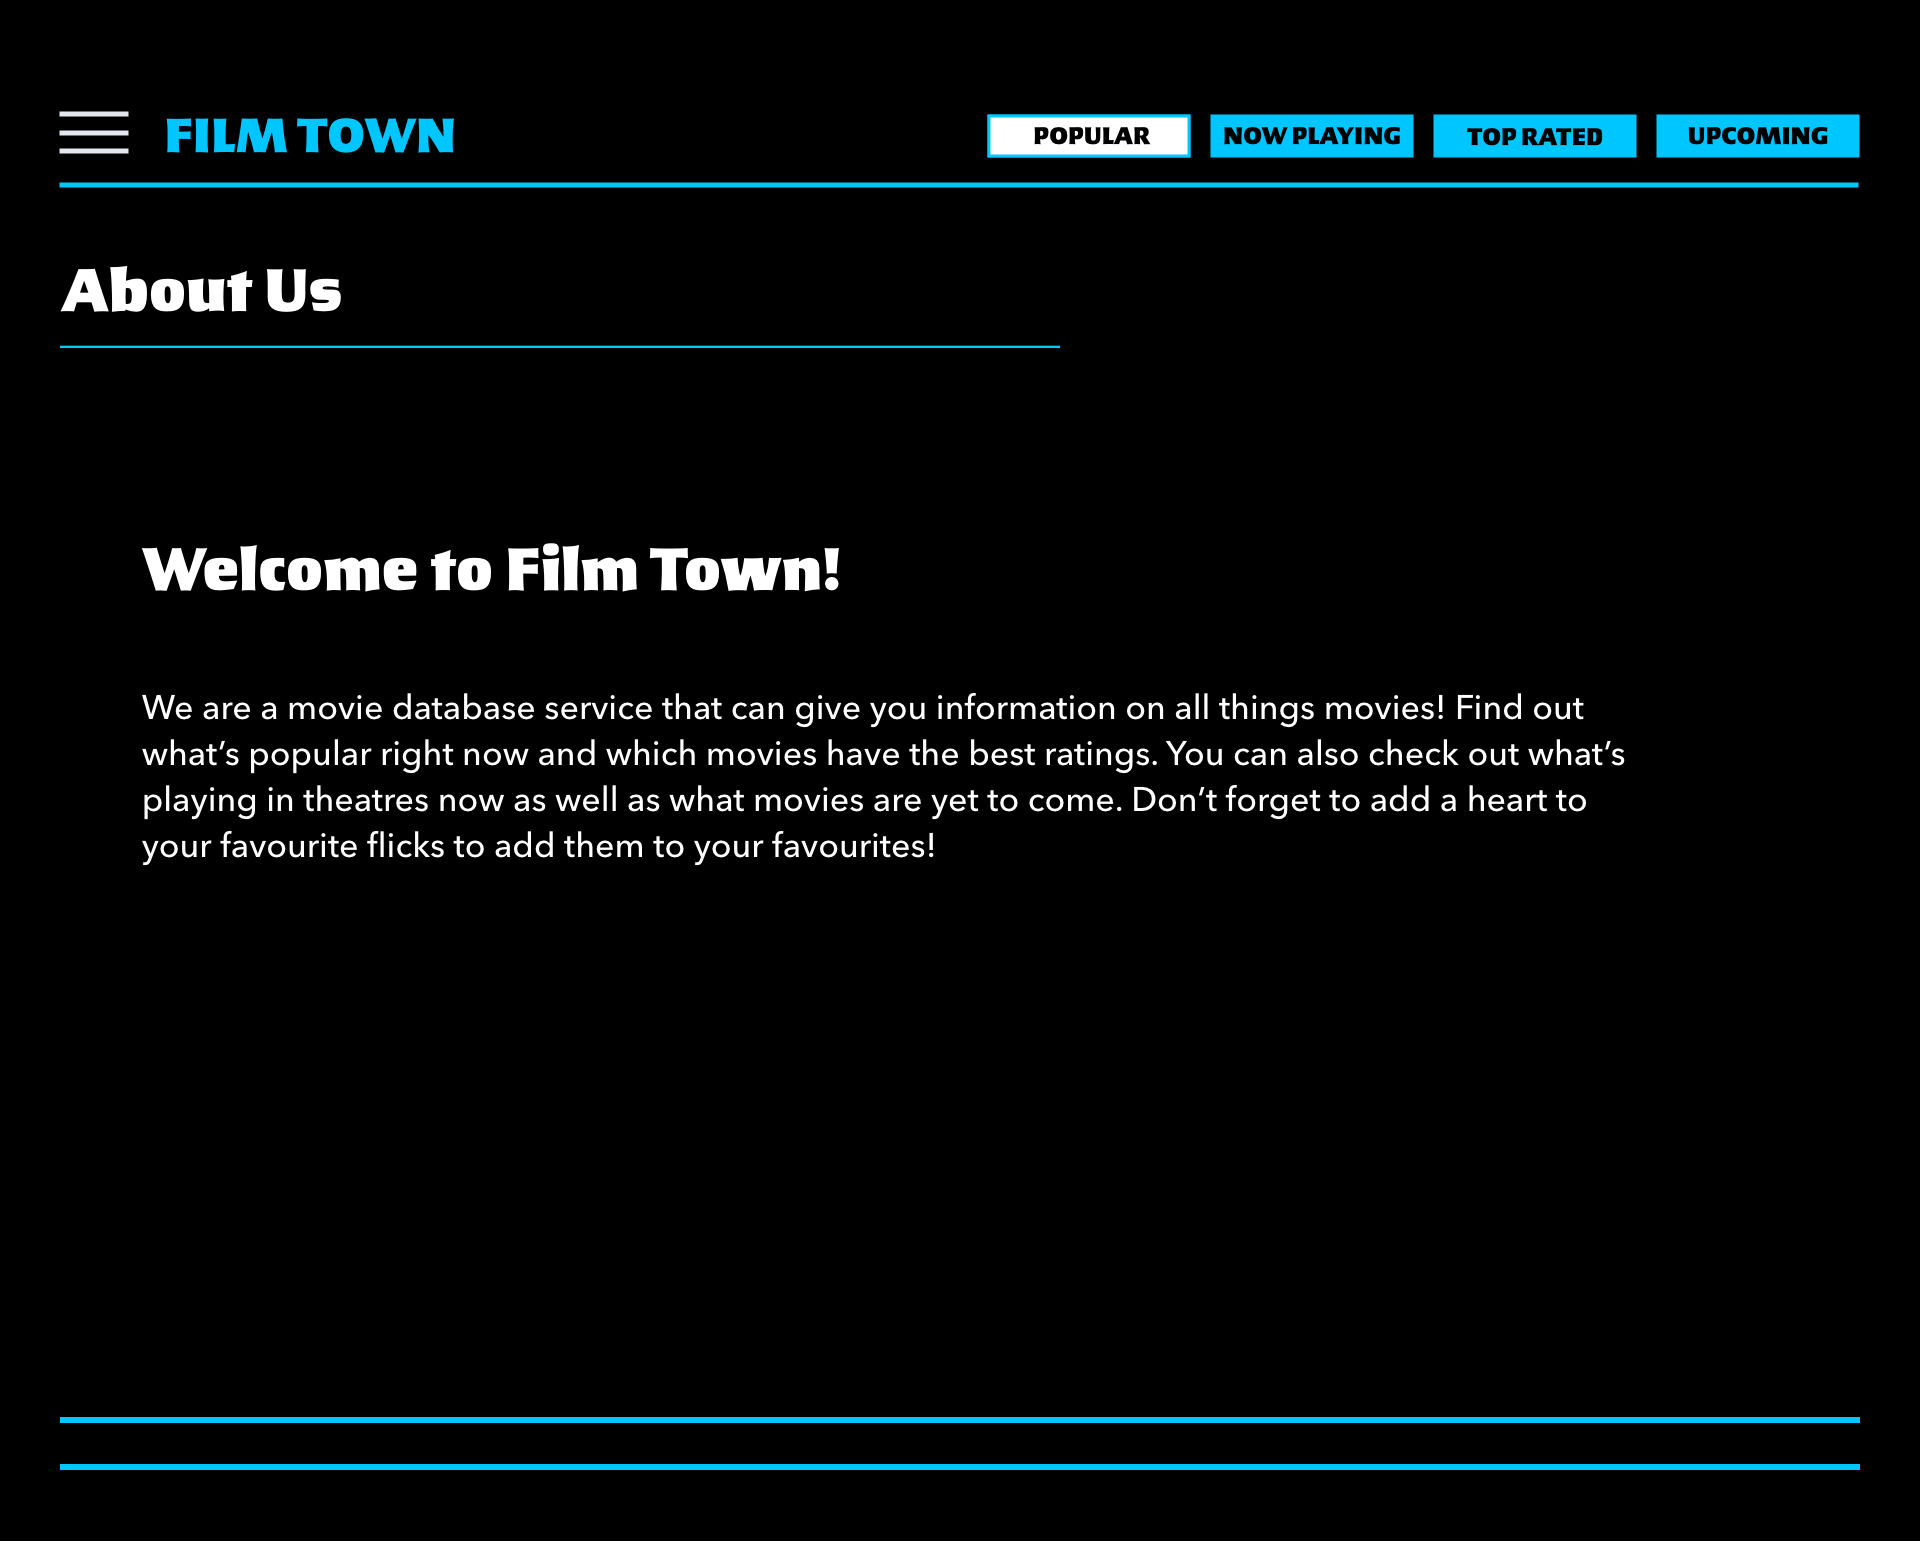 FILM TOWN
POPULAR
NOW PLAYING
TOP RATED
UPCOMING
About Us
Welcome to Film Town!
We are a movie database service that can give you information on all things movies! Find out
what’s popular right now and which movies have the best ratings. You can also check out what’s
playing in theatres now as well as what movies are yet to come. Don’t forget to add a heart to
your favourite flicks to add them to your favourites!